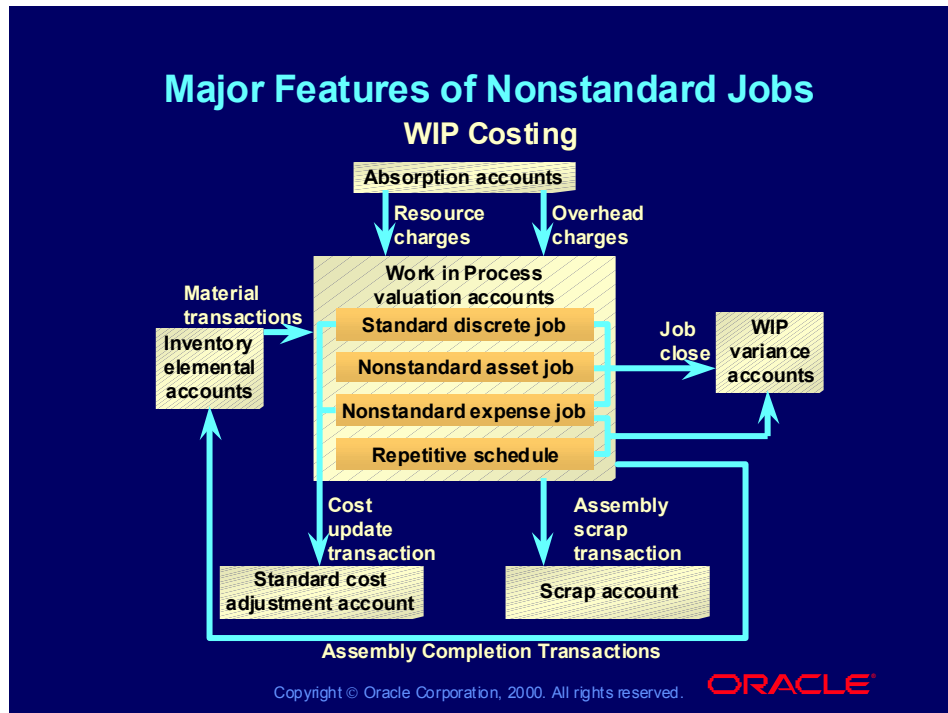 Major Features of Nonstandard Jobs
WIP Costing
Absorption accounts
Resource
charges
Overhead
charges
Work in Process
valuation accounts
Material
transactions
Standard discrete job
Inventory
elemental
accounts
Nonstandard asset job
Job
close
WIP
variance
accounts
Nonstandard expense job
Repetitive schedule
Cost
update
transaction
Assembly
scrap
transaction
Standard cost
adjustment account
Scrap account
Assembly Completion Transactions
Copyright © Oracle Corporation, 2000. All rights reserved.
ORACLE®